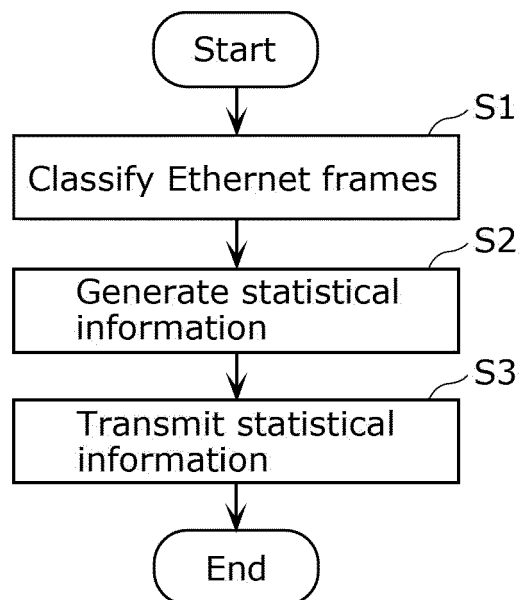 Start
S1
Classify Ethernet frames
S2
Generate statistical
information
S3
Transmit statistical
information
End